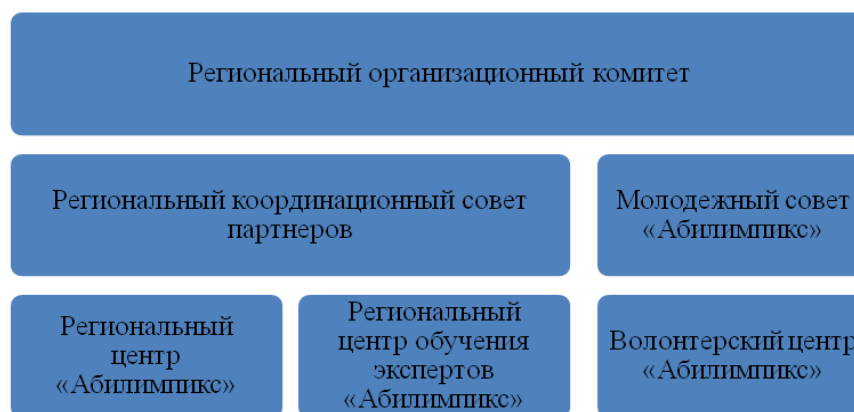 Региональный организационный комитет
Региональный координационный совет
партнеров
Молодежный совет
«Абилимпикс»
Региональный
центр
«Абилимпикс»
Региональный
центр обучения
экспертов
«Абилимпикс»
Волонтерский центр
«Абилимпикс»